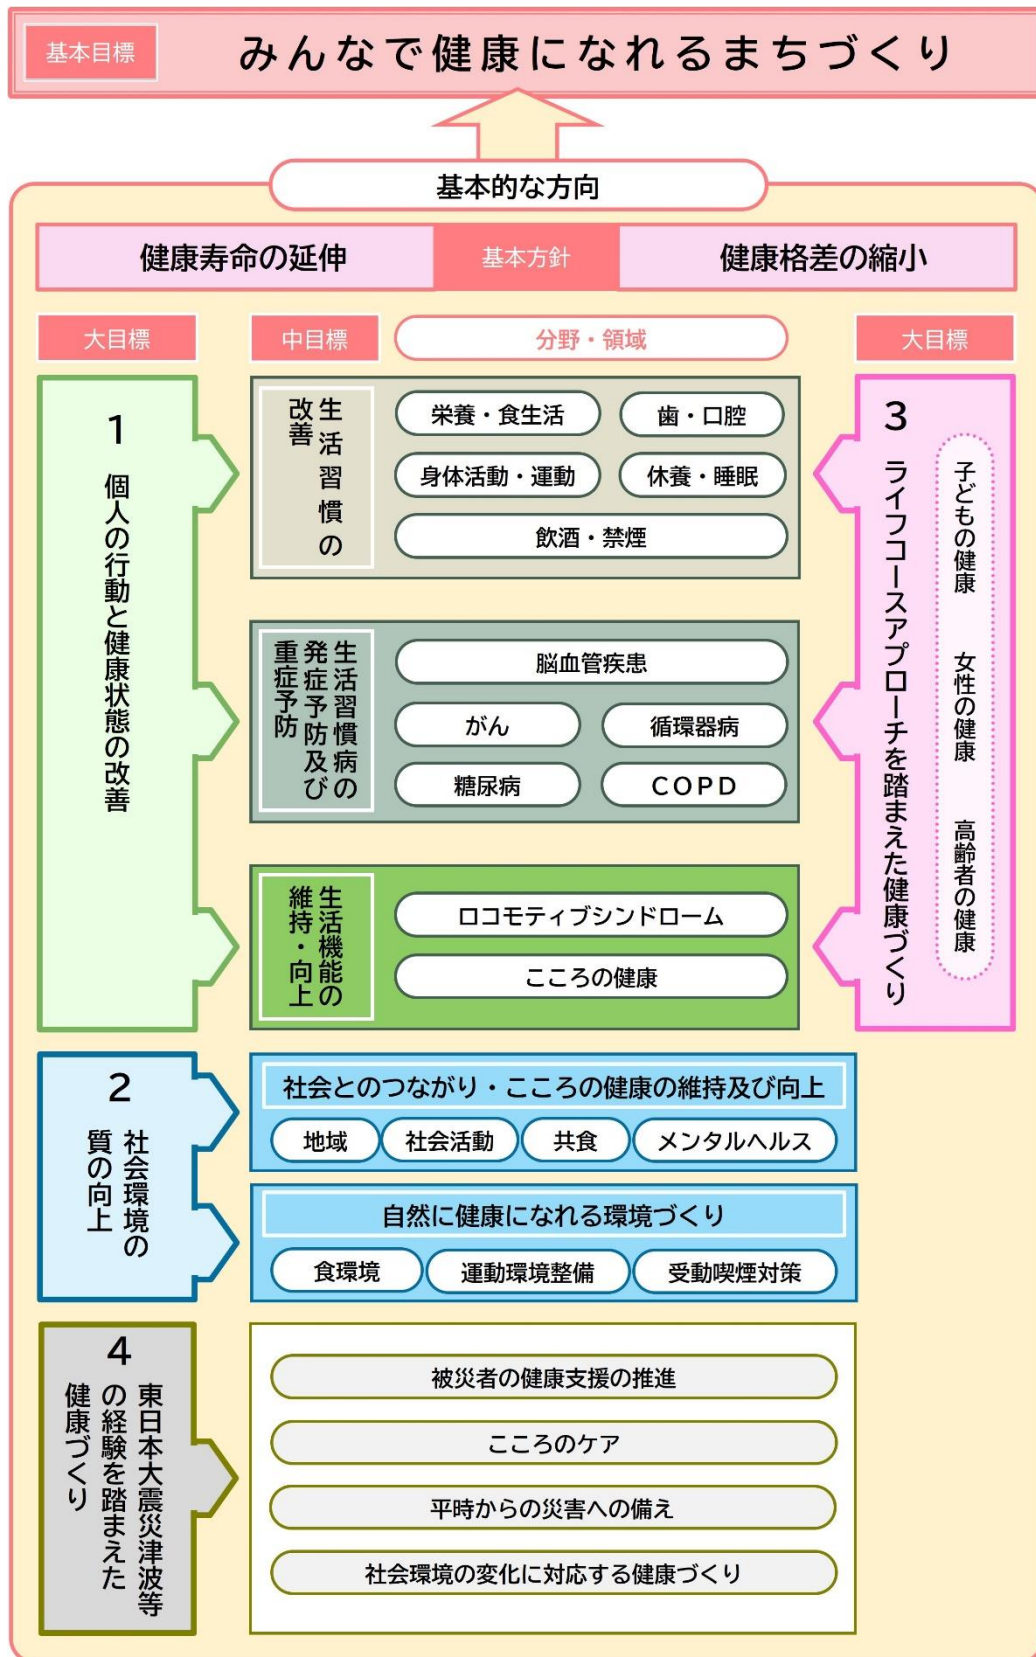 基本目標
みんなで健康になれるまちづくり
基本的な方向
健康寿命の延伸
基本方針
健康格差の縮小
大目標
中目標
分野・領域
大目標
1
個人の行動と健康状態の改善
生活習慣の
改善
栄養・食生活
歯・口腔
身体活動・運動
休養・睡眠
飲酒・禁煙
生活習慣病の
発症予防及び
重症予防
脳血管疾患
がん
循環器病
糖尿病
COPD
生活機能の
維持・向上
ロコモティブシンドローム
こころの健康
3
ライフコースアプローチを踏まえた健康づくり
子どもの健康
女性の健康
高齢者の健康
2
社会環境の
質の向上
社会とのつながり・こころの健康の維持及び向上
地域
社会活動
共食
メンタルヘルス
自然に健康になれる環境づくり
食環境
運動環境整備
受動喫煙対策
4
東日本大震災津波等
の経験を踏まえた
健康づくり
被災者の健康支援の推進
こころのケア
平時からの災害への備え
社会環境の変化に対応する健康づくり